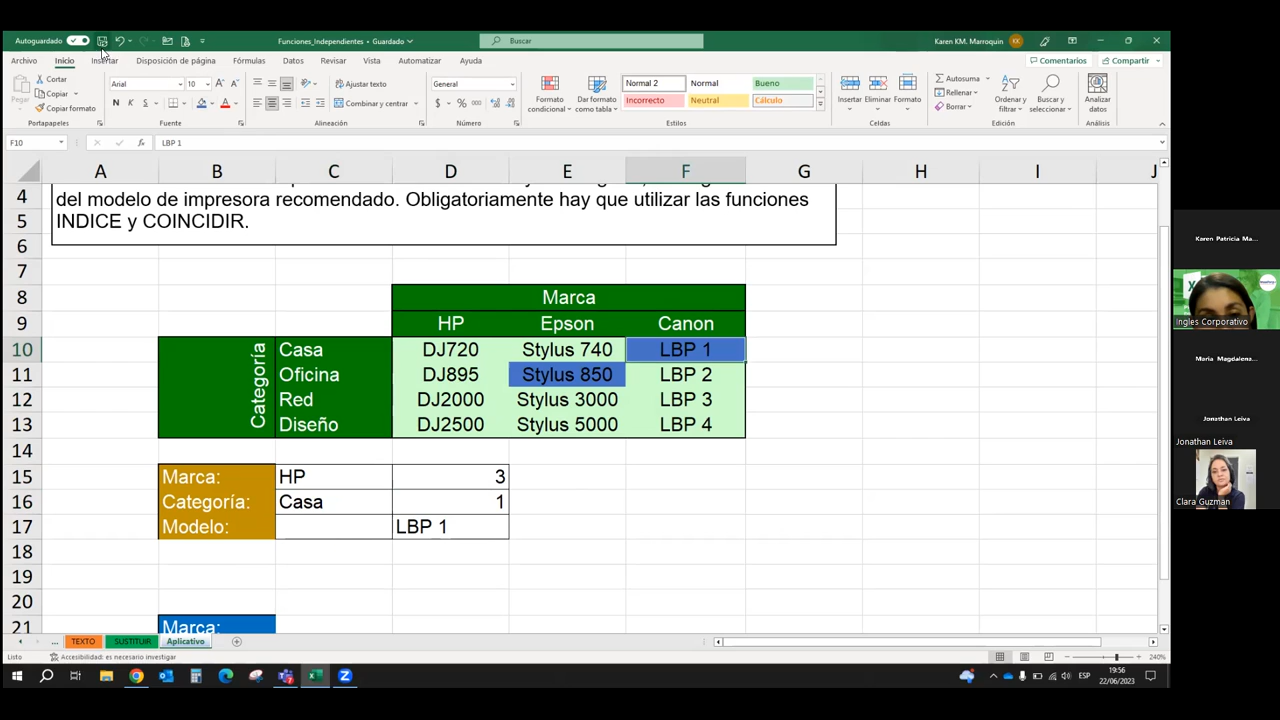 Autoguardado
Funciones_Independientes • Guardado
Buscar
Karen KM. Marroquin
KK
Archivo Inicio Insertar Disposición de página Fórmulas Datos Revisar Vista Automatizar Ayuda
Comentarios
Compartir
Pegar
Cortar
Copiar
Copiar formato
Portapapeles
Arial
10
N K S
Fuente
Ajustar texto
Combinar y centrar
Alineación
General
$ % 000
Número
Formato condicional
Dar formato como tabla
Normal 2 Normal Bueno
Incorrecto Neutral Cálculo
Estilos
Insertar Eliminar Formato
Celdas
Autosuma
Rellenar
Borrar
Ordenar y filtrar
Buscar y seleccionar
Edición
Analizar datos
Análisis
F10
fx
LBP 1
A B C D E F G H I J
4 del modelo de impresora recomendado. Obligatoriamente hay que utilizar las funciones
5 INDICE y COINCIDIR.
6
7
8 Marca
9 HP Epson Canon
Categoría
10 Casa DJ720 Stylus 740 LBP 1
11 Oficina DJ895 Stylus 850 LBP 2
12 Red DJ2000 Stylus 3000 LBP 3
13 Diseño DJ2500 Stylus 5000 LBP 4
14
15 Marca: HP 3
16 Categoría: Casa 1
17 Modelo: LBP 1
18
19
20
21 Marca:
... TEXTO SUSTITUIR Aplicativo
Listo
Accesibilidad: es necesario investigar
240%
ESP
19:56
22/06/2023
Karen Patricia Ma...
Ingles Corporativo
Maria Magdalena...
Jonathan Leiva
Jonathan Leiva
Clara Guzman